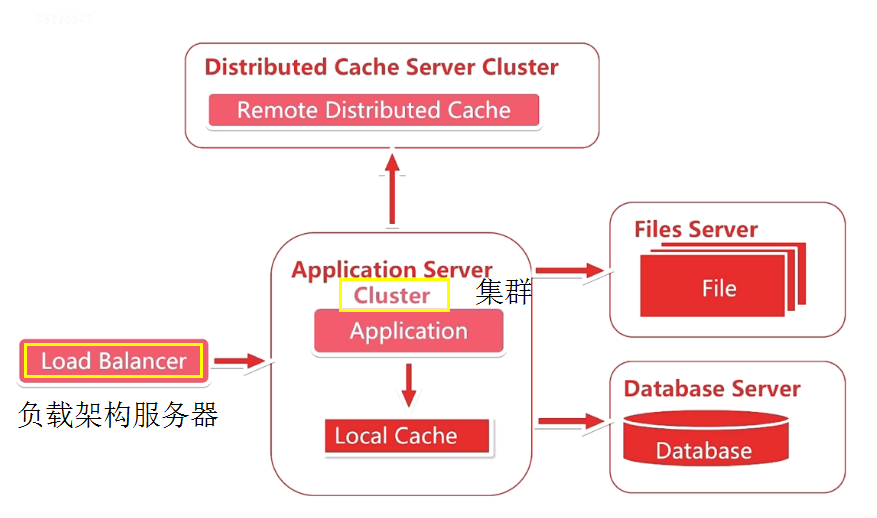 Distributed Cache Server Cluster
Remote Distributed Cache
Files Server
File
Application Server
Cluster
集群
Application
Load Balancer
负载架构服务器
Local Cache
Database Server
Database